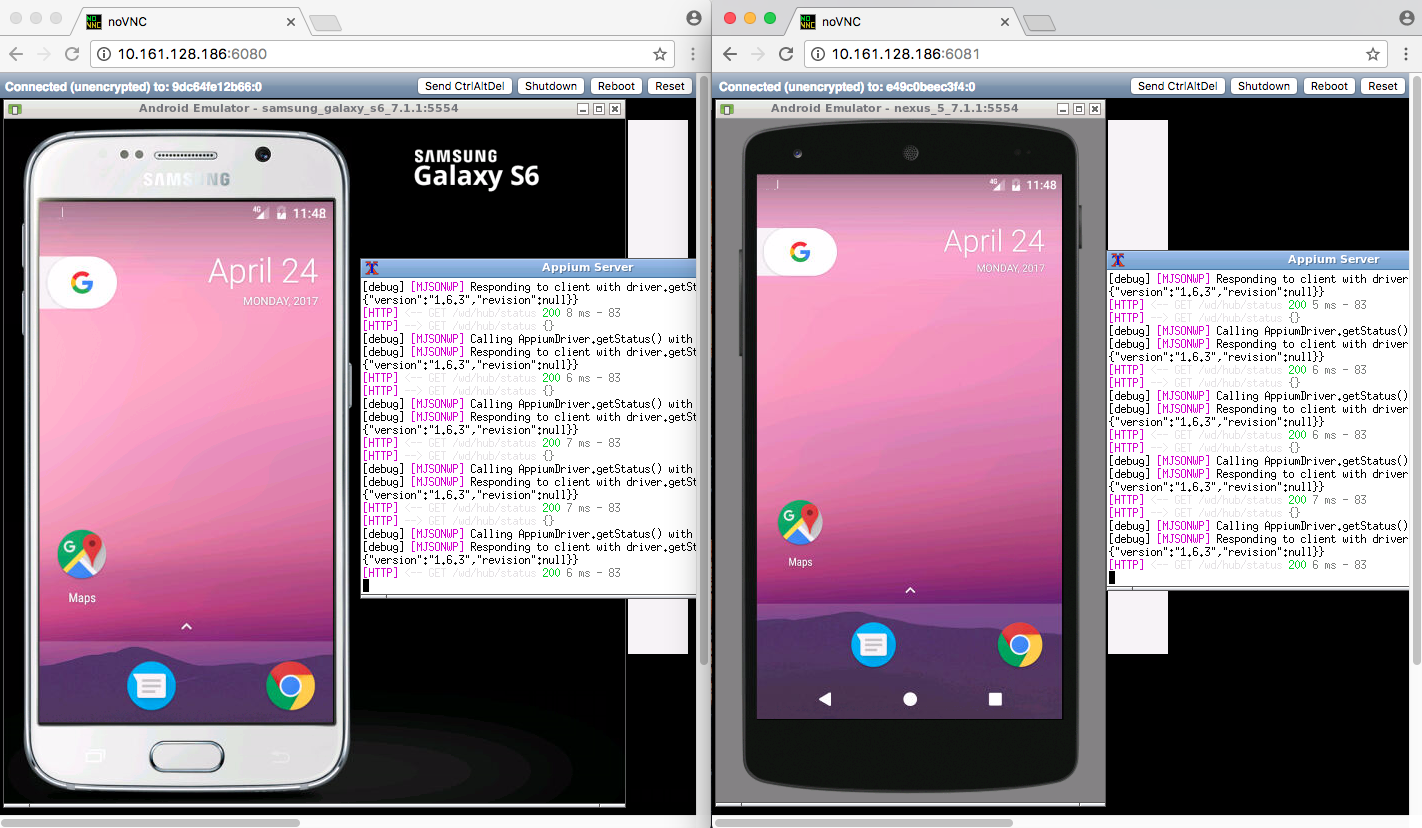 noVNC
10.161.128.186:6080
Connected (unencrypted) to: 9dc64fe12b66:0
Send CtrlAltDel Shutdown Reboot Reset
Android Emulator - samsung_galaxy_s6_7.1.1:5554
SAMSUNG
Galaxy S6
SAMSUNG
4G 11:48
G
April 24
MONDAY, 2017
Appium Server
[debug] [MJSONWP] Responding to client with driver.getSt
{"version":"1.6.3","revision":null}}
[HTTP] <-- GET /wd/hub/status 200 8 ms - 83
[HTTP] --> GET /wd/hub/status {}
[debug] [MJSONWP] Calling AppiumDriver.getStatus() with
[debug] [MJSONWP] Responding to client with driver.getSt
{"version":"1.6.3","revision":null}}
[HTTP] <-- GET /wd/hub/status 200 6 ms - 83
[HTTP] --> GET /wd/hub/status {}
[debug] [MJSONWP] Calling AppiumDriver.getStatus() with
[debug] [MJSONWP] Responding to client with driver.getSt
{"version":"1.6.3","revision":null}}
[HTTP] <-- GET /wd/hub/status 200 7 ms - 83
[HTTP] --> GET /wd/hub/status {}
[debug] [MJSONWP] Calling AppiumDriver.getStatus() with
[debug] [MJSONWP] Responding to client with driver.getSt
{"version":"1.6.3","revision":null}}
[HTTP] <-- GET /wd/hub/status 200 7 ms - 83
[HTTP] --> GET /wd/hub/status {}
[debug] [MJSONWP] Calling AppiumDriver.getStatus() with
[debug] [MJSONWP] Responding to client with driver.getSt
{"version":"1.6.3","revision":null}}
[HTTP] <-- GET /wd/hub/status 200 6 ms - 83
G
Maps
noVNC
10.161.128.186:6081
Connected (unencrypted) to: e49c0beec3f4:0
Send CtrlAltDel Shutdown Reboot Reset
Android Emulator - nexus_5_7.1.1:5554
4G 11:48
G
April 24
MONDAY, 2017
Appium Server
[debug] [MJSONWP] Responding to client with driver
{"version":"1.6.3","revision":null}}
[HTTP] <-- GET /wd/hub/status 200 5 ms - 83
[HTTP] --> GET /wd/hub/status {}
[debug] [MJSONWP] Calling AppiumDriver.getStatus()
[debug] [MJSONWP] Responding to client with driver
{"version":"1.6.3","revision":null}}
[HTTP] <-- GET /wd/hub/status 200 6 ms - 83
[HTTP] --> GET /wd/hub/status {}
[debug] [MJSONWP] Calling AppiumDriver.getStatus()
[debug] [MJSONWP] Responding to client with driver
{"version":"1.6.3","revision":null}}
[HTTP] <-- GET /wd/hub/status 200 6 ms - 83
[HTTP] --> GET /wd/hub/status {}
[debug] [MJSONWP] Calling AppiumDriver.getStatus()
[debug] [MJSONWP] Responding to client with driver
{"version":"1.6.3","revision":null}}
[HTTP] <-- GET /wd/hub/status 200 7 ms - 83
[HTTP] --> GET /wd/hub/status {}
[debug] [MJSONWP] Calling AppiumDriver.getStatus()
[debug] [MJSONWP] Responding to client with driver
{"version":"1.6.3","revision":null}}
[HTTP] <-- GET /wd/hub/status 200 6 ms - 83
G
Maps